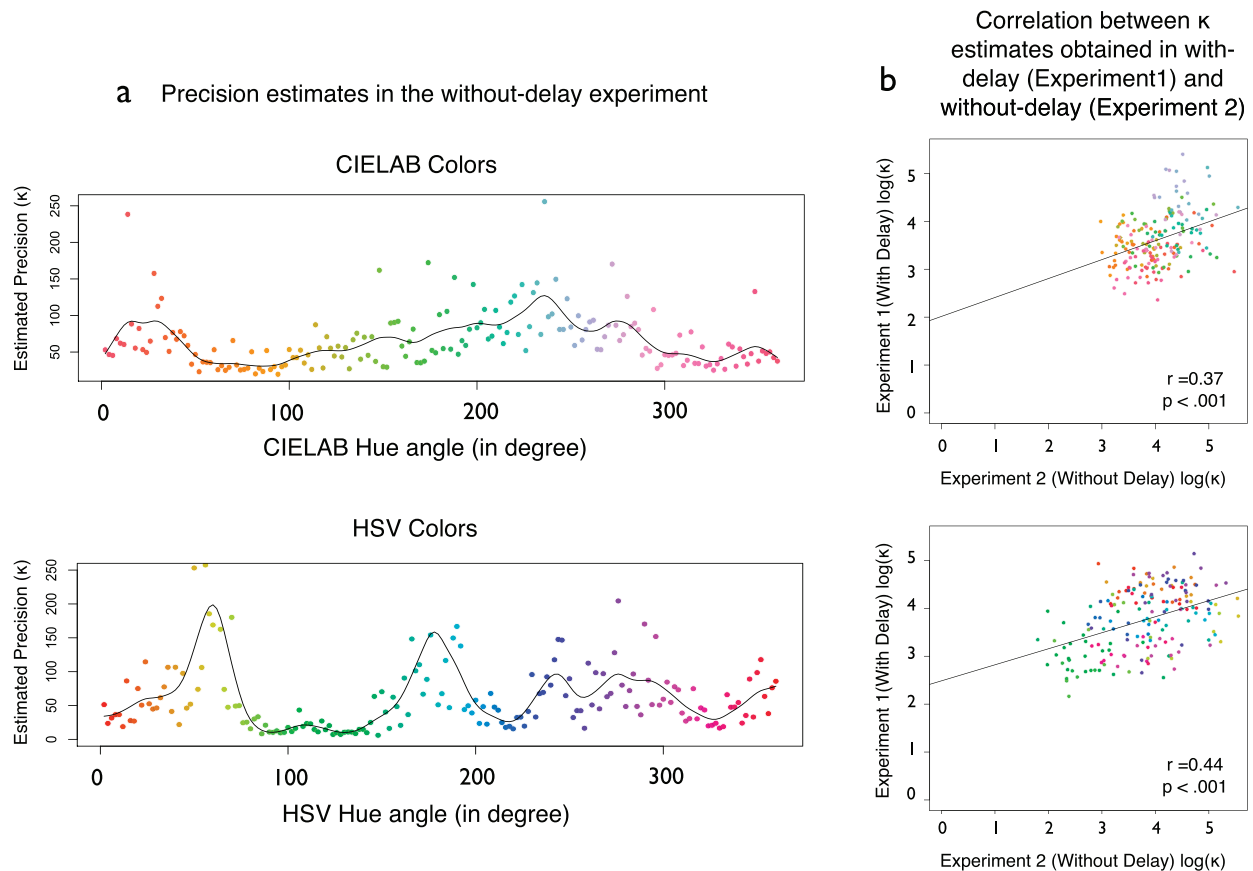 a Precision estimates in the without-delay experiment
CIELAB Colors
Estimated Precision (κ)
50
100
150
200
250
0
100
200
300
CIELAB Hue angle (in degree)
HSV Colors
Estimated Precision (κ)
0
50
100
150
200
250
0
100
200
300
HSV Hue angle (in degree)
b Correlation between κ
estimates obtained in with-
delay (Experiment1) and
without-delay (Experiment 2)
Experiment 1(With Delay) log(κ)
5
4
3
2
1
0
r =0.37
p < .001
0 1 2 3 4 5
Experiment 2 (Without Delay) log(κ)
Experiment 1(With Delay) log(κ)
5
4
3
2
1
0
r =0.44
p < .001
0 1 2 3 4 5
Experiment 2 (Without Delay) log(κ)